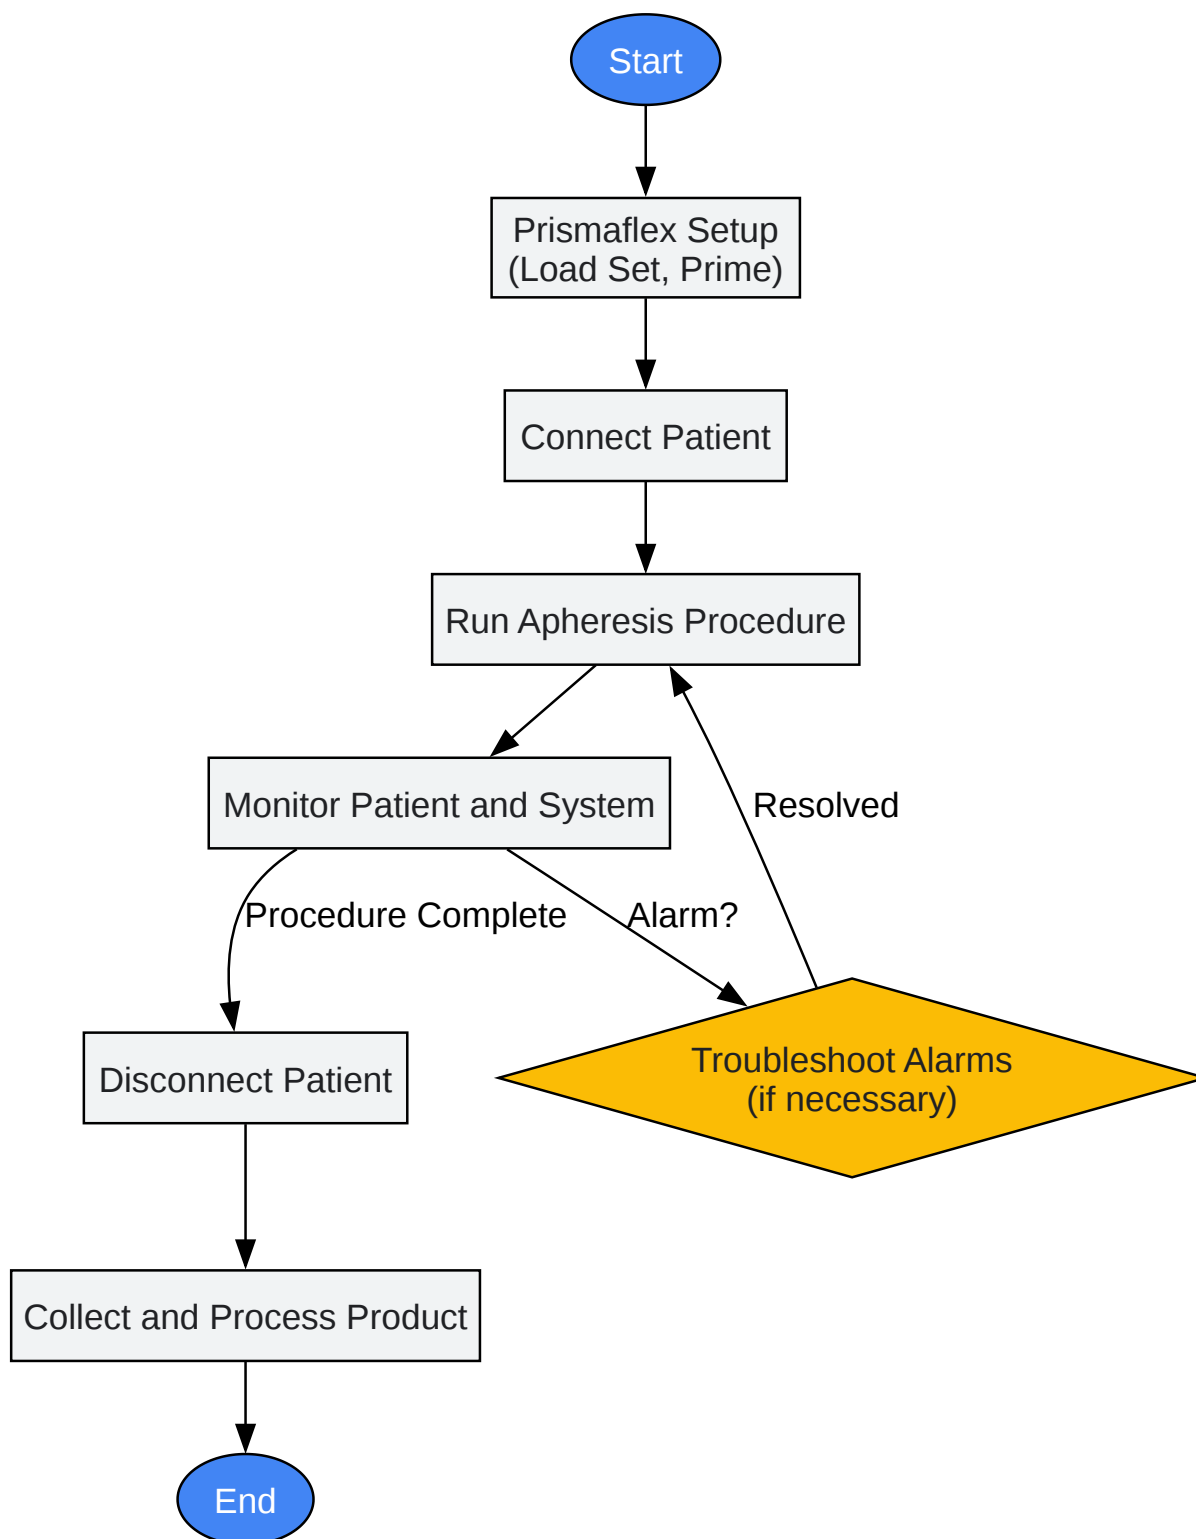 Start
Prismaflex Setup
(Load Set, Prime)
Connect Patient
Run Apheresis Procedure
Monitor Patient and System
Resolved
Procedure Complete
Alarm?
Troubleshoot Alarms
(if necessary)
Disconnect Patient
Collect and Process Product
End